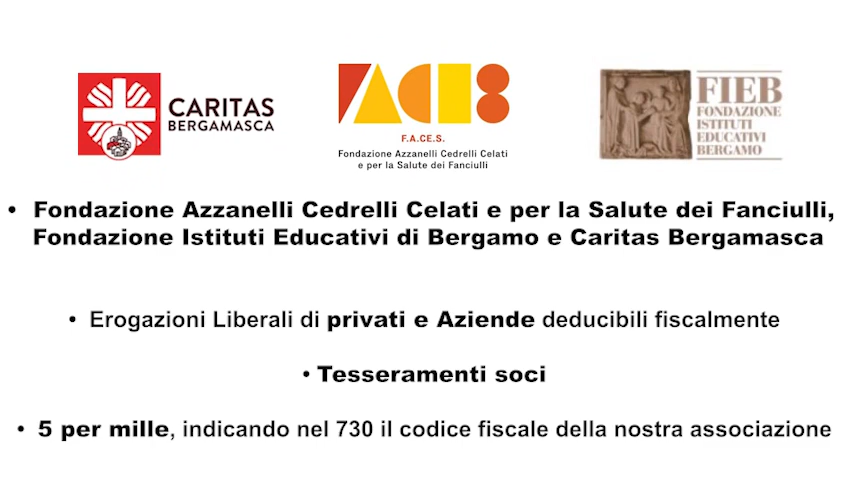 CARITAS
BERGAMASCA
F.A.CE.S.
Fondazione Azzanelli Cedrelli Celati
e per la Salute dei Fanciulli
FIEB
FONDAZIONE
ISTITUTI
EDUCATIVI
BERGAMO
• Fondazione Azzanelli Cedrelli Celati e per la Salute dei Fanciulli,
Fondazione Istituti Educativi di Bergamo e Caritas Bergamasca
• Erogazioni Liberali di privati e Aziende deducibili fiscalmente
• Tesseramenti soci
• 5 per mille, indicando nel 730 il codice fiscale della nostra associazione